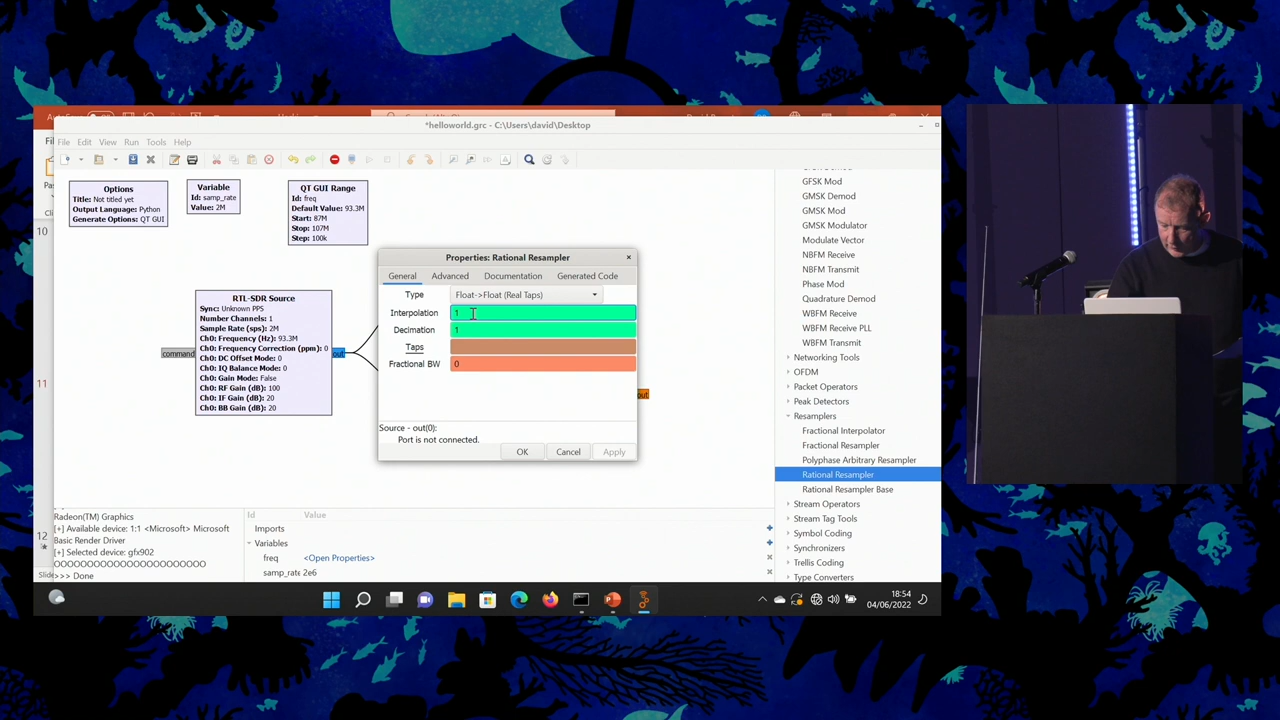 *helloworld.grc - C:\Users\david\Desktop
File Edit View Run Tools Help
Options
Title: Not titled yet
Output Language: Python
Generate Options: QT GUI
Variable
Id: samp_rate
Value: 2M
QT GUI Range
Id: freq
Default Value: 93.3M
Start: 87M
Stop: 107M
Step: 100k
RTL-SDR Source
Sync: Unknown PPS
Number Channels: 1
Sample Rate (sps): 2M
Ch0: Frequency (Hz): 93.3M
Ch0: Frequency Correction (ppm): 0
Ch0: DC Offset Mode: 0
Ch0: IQ Balance Mode: 0
Ch0: Gain Mode: False
Ch0: RF Gain (dB): 100
Ch0: IF Gain (dB): 20
Ch0: BB Gain (dB): 20
command
out
Properties: Rational Resampler
General Advanced Documentation Generated Code
Type Float->Float (Real Taps)
Interpolation 1
Decimation 1
Taps
Fractional BW 0
Source - out(0):
Port is not connected.
OK Cancel Apply
out
GFSK Mod
GMSK Demod
GMSK Mod
GMSK Modulator
Modulate Vector
NBFM Receive
NBFM Transmit
Phase Mod
Quadrature Demod
WBFM Receive
WBFM Receive PLL
WBFM Transmit
Networking Tools
OFDM
Packet Operators
Peak Detectors
Resamplers
Fractional Interpolator
Fractional Resampler
Polyphase Arbitrary Resampler
Rational Resampler
Rational Resampler Base
Stream Operators
Stream Tag Tools
Symbol Coding
Synchronizers
Trellis Coding
Type Converters
10
11
12
Radeon(TM) Graphics
[+] Available device: 1:1 <Microsoft> Microsoft
Basic Render Driver
[+] Selected device: gfx902
OOOOOOOOOOOOOOOOOOOOOO
>>> Done
Id Value
Imports
Variables
freq <Open Properties>
samp_rate 2e6
18:54
04/06/2022